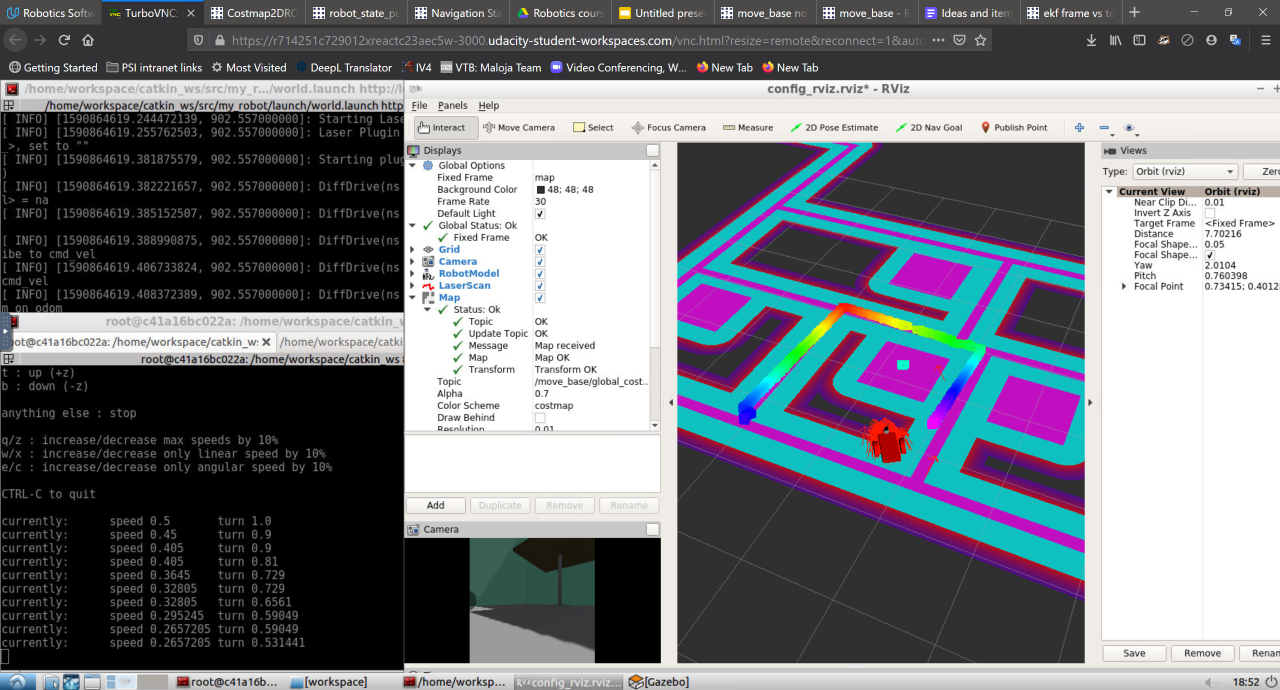 Robotics Softw
TurboVNC:
Costmap2DRO
robot_state_pu
Navigation Sta
Robotics cours
Untitled prese
move_base no
move_base - R
Ideas and item
ekf frame vs to
https://r714251c729012xreactc23aec5w-3000.udacity-student-workspaces.com/vnc.html?resize=remote&reconnect=1&auto
Getting Started
PSI intranet links
Most Visited
DeepL Translator
IV4
VTB: Maloja Team
Video Conferencing, W...
New Tab
New Tab
/home/workspace/catkin_ws/src/my_r.../world.launch http://l
/home/workspace/catkin_ws/src/my_robot/launch/world.launch http
[ INFO] [1590864619.244472139, 902.557000000]: Starting Lase
[ INFO] [1590864619.255762503, 902.557000000]: Laser Plugin
>, set to ""
[ INFO] [1590864619.381875579, 902.557000000]: Starting plug
)
[ INFO] [1590864619.382221657, 902.557000000]: DiffDrive(ns
l> = na
[ INFO] [1590864619.385152507, 902.557000000]: DiffDrive(ns
[ INFO] [1590864619.388990875, 902.557000000]: DiffDrive(ns
ibe to cmd_vel
[ INFO] [1590864619.406733824, 902.557000000]: DiffDrive(ns
cmd_vel
[ INFO] [1590864619.408372389, 902.557000000]: DiffDrive(ns
m on odom
root@c41a16bc022a: /home/workspace/catkin_w
oot@c41a16bc022a: /home/workspace/catkin_ws
/home/workspace/catkin_ws
root@c41a16bc022a: /home/workspace/catkin_ws
t : up (+z)
b : down (-z)
anything else : stop
q/z : increase/decrease max speeds by 10%
w/x : increase/decrease only linear speed by 10%
e/c : increase/decrease only angular speed by 10%
CTRL-C to quit
currently: speed 0.5 turn 1.0
currently: speed 0.45 turn 0.9
currently: speed 0.405 turn 0.9
currently: speed 0.405 turn 0.81
currently: speed 0.3645 turn 0.729
currently: speed 0.32805 turn 0.729
currently: speed 0.32805 turn 0.6561
currently: speed 0.295245 turn 0.59049
currently: speed 0.2657205 turn 0.59049
currently: speed 0.2657205 turn 0.531441
config_rviz.rviz* - RViz
File Panels Help
Interact
Move Camera
Select
Focus Camera
Measure
2D Pose Estimate
2D Nav Goal
Publish Point
Displays
Global Options
Fixed Frame map
Background Color 48; 48; 48
Frame Rate 30
Default Light
Global Status: Ok
Fixed Frame OK
Grid
Camera
RobotModel
LaserScan
Map
Status: Ok
Topic OK
Update Topic OK
Message Map received
Map Map OK
Transform Transform OK
Topic /move_base/global_cost...
Alpha 0.7
Color Scheme costmap
Draw Behind
Resolution 0.01
Add
Duplicate
Remove
Rename
Camera
Views
Type: Orbit (rviz) Zero
Current View Orbit (rviz)
Near Clip Di... 0.01
Invert Z Axis
Target Frame <Fixed Frame>
Distance 7.70216
Focal Shape... 0.05
Focal Shape...
Yaw 2.0104
Pitch 0.760398
Focal Point 0.73415; 0.4012
Save
Remove
Renan
root@c41a16b...
[workspace]
/home/worksp...
config_rviz.rviz...
[Gazebo]
18:52